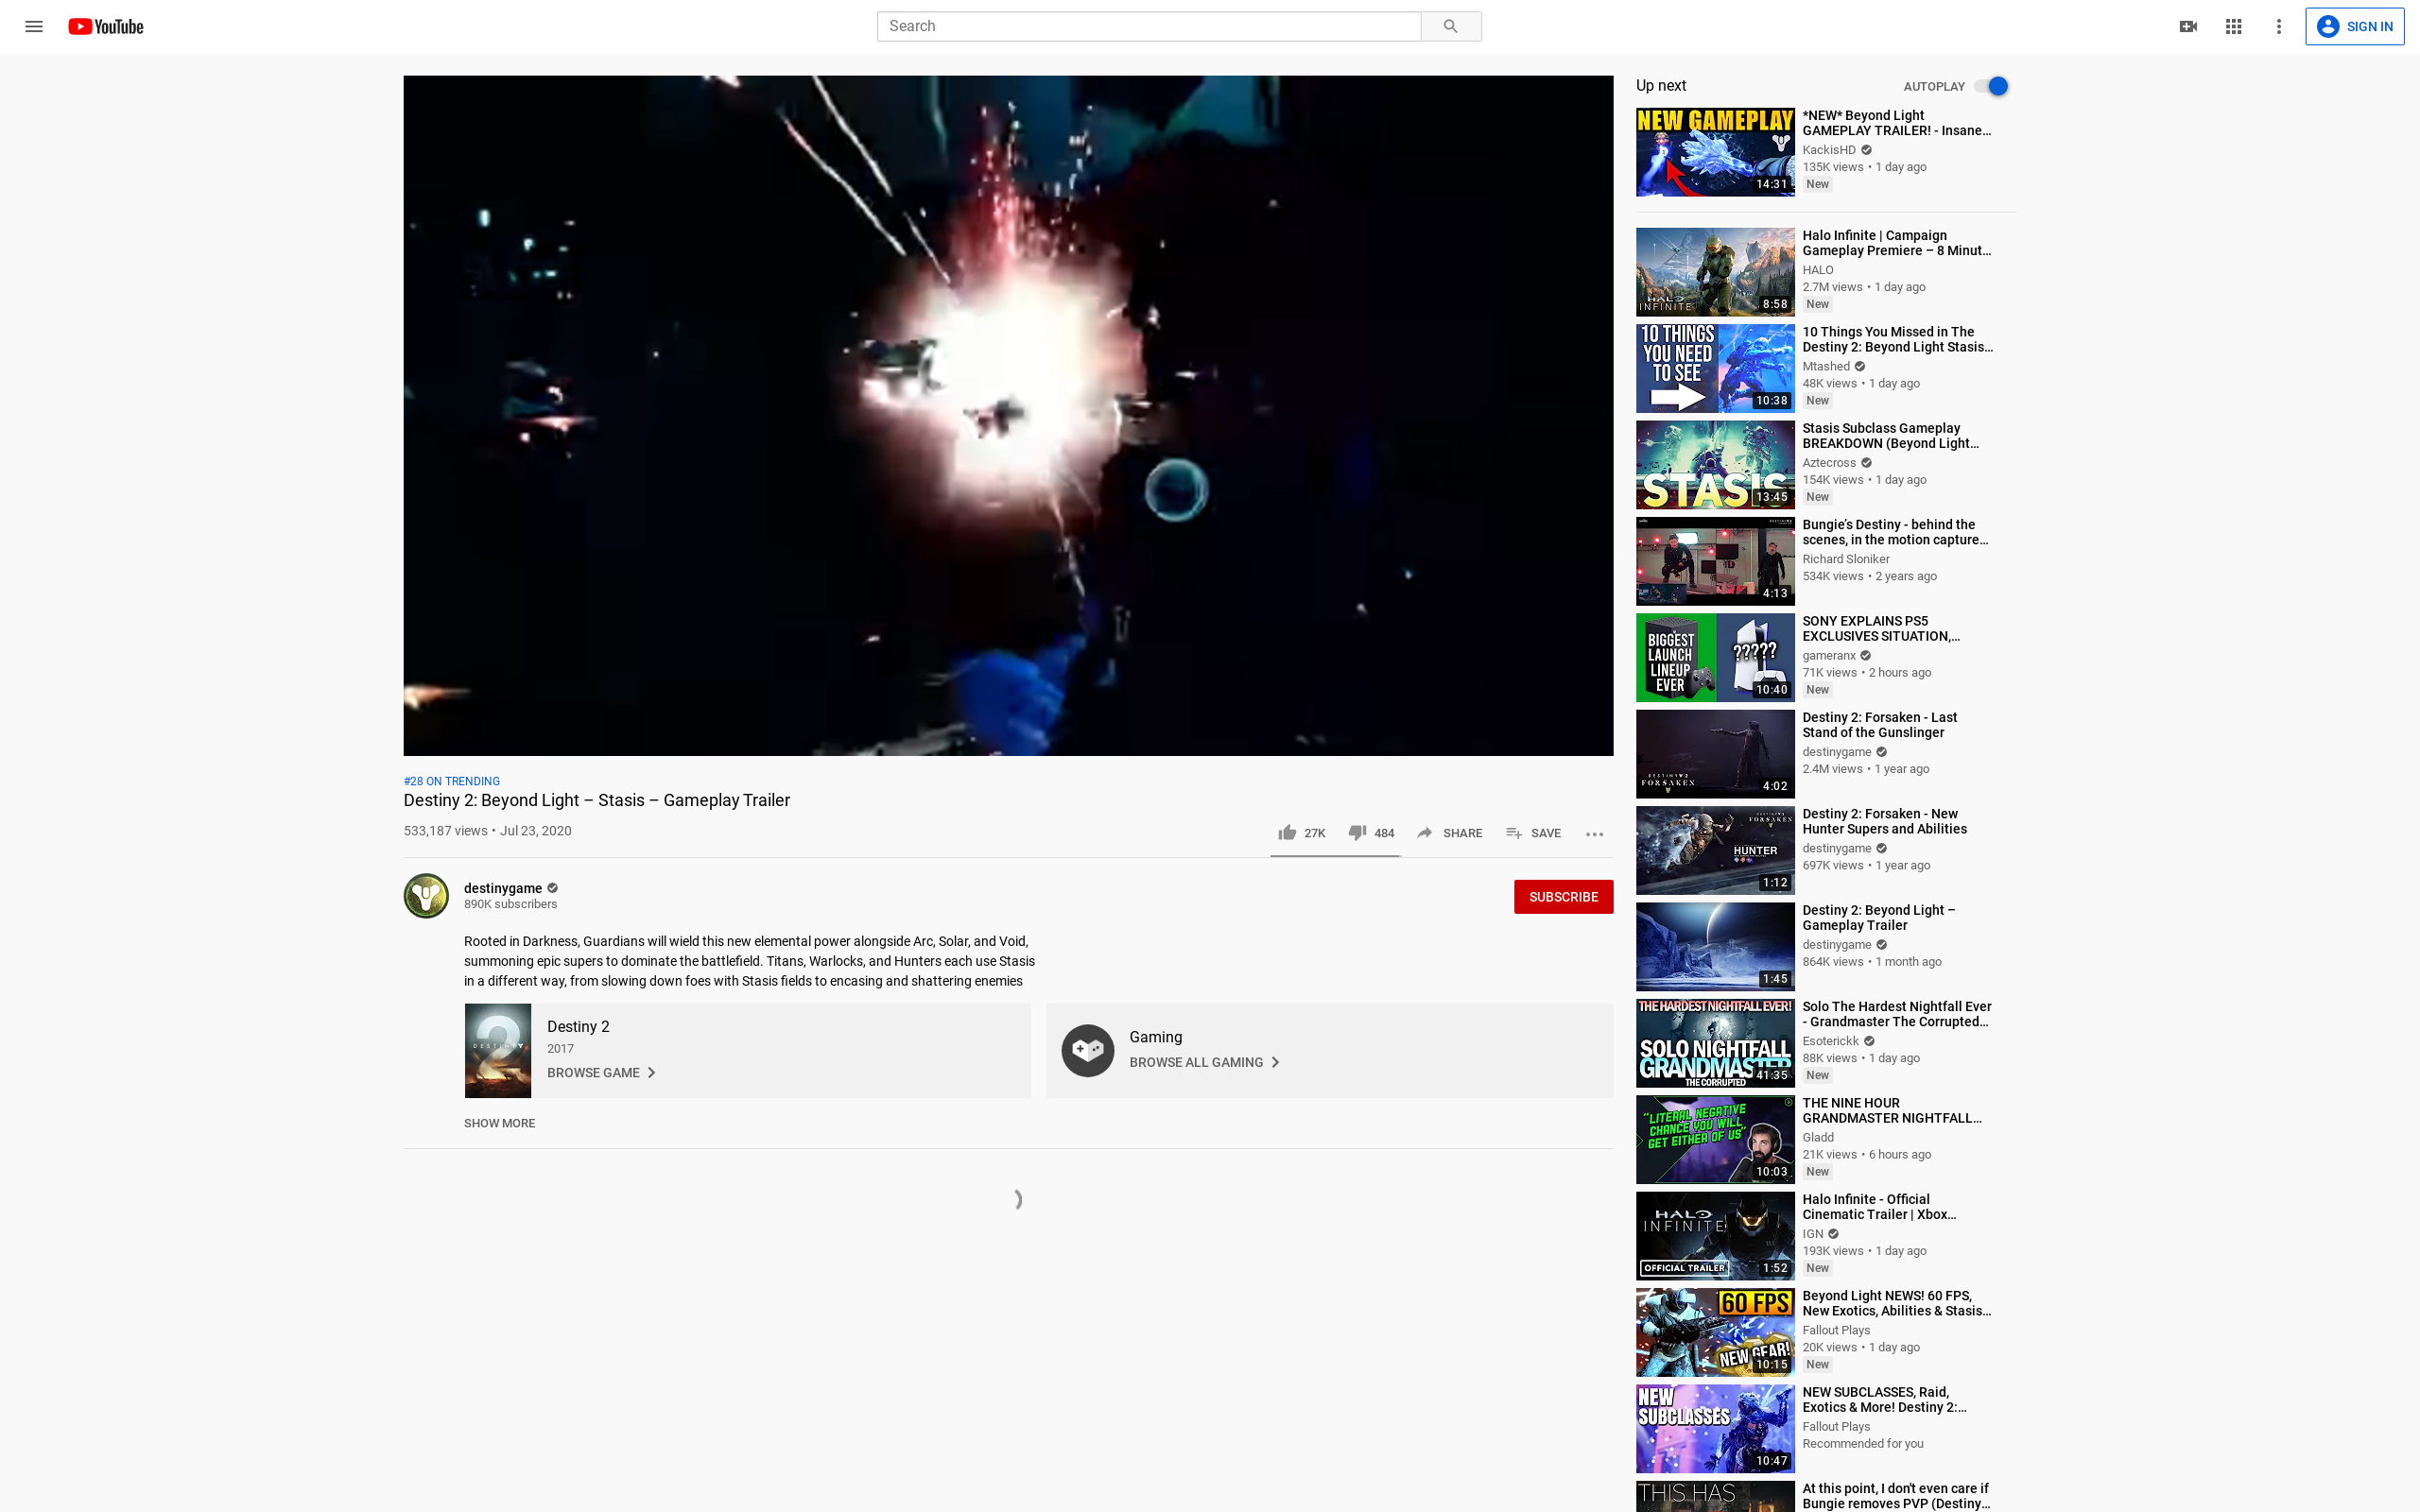 YouTube
Search
SIGN IN
#28 ON TRENDING
Destiny 2: Beyond Light – Stasis – Gameplay Trailer
533,187 views • Jul 23, 2020
27K
484
SHARE
SAVE
destinygame
890K subscribers
SUBSCRIBE
Rooted in Darkness, Guardians will wield this new elemental power alongside Arc, Solar, and Void,
summoning epic supers to dominate the battlefield. Titans, Warlocks, and Hunters each use Stasis
in a different way, from slowing down foes with Stasis fields to encasing and shattering enemies
2
DESTINY
Destiny 2
2017
BROWSE GAME
Gaming
BROWSE ALL GAMING
SHOW MORE
Up next
AUTOPLAY
NEW GAMEPLAY
14:31
*NEW* Beyond Light
GAMEPLAY TRAILER! - Insane…
KackisHD
135K views • 1 day ago
New
HALO
INFINITE
8:58
Halo Infinite | Campaign
Gameplay Premiere – 8 Minut…
HALO
2.7M views • 1 day ago
New
10 THINGS
YOU NEED
TO SEE
10:38
10 Things You Missed in The
Destiny 2: Beyond Light Stasis…
Mtashed
48K views • 1 day ago
New
STASIS
13:45
Stasis Subclass Gameplay
BREAKDOWN (Beyond Light…
Aztecross
154K views • 1 day ago
New
4:13
Bungie’s Destiny - behind the
scenes, in the motion capture…
Richard Sloniker
534K views • 2 years ago
BIGGEST
LAUNCH
LINEUP
EVER
?????
10:40
SONY EXPLAINS PS5
EXCLUSIVES SITUATION,…
gameranx
71K views • 2 hours ago
New
DESTINY 2
FORSAKEN
4:02
Destiny 2: Forsaken - Last
Stand of the Gunslinger
destinygame
2.4M views • 1 year ago
FORSAKEN
HUNTER
1:12
Destiny 2: Forsaken - New
Hunter Supers and Abilities
destinygame
697K views • 1 year ago
1:45
Destiny 2: Beyond Light –
Gameplay Trailer
destinygame
864K views • 1 month ago
THE HARDEST NIGHTFALL EVER!
SOLO NIGHTFALL
GRANDMASTER
THE CORRUPTED
41:35
Solo The Hardest Nightfall Ever
- Grandmaster The Corrupted…
Esoterickk
88K views • 1 day ago
New
"LITERAL NEGATIVE
CHANCE YOU WILL
GET EITHER OF US"
10:03
THE NINE HOUR
GRANDMASTER NIGHTFALL…
Gladd
21K views • 6 hours ago
New
HALO
INFINITE
OFFICIAL TRAILER
1:52
Halo Infinite - Official
Cinematic Trailer | Xbox…
IGN
193K views • 1 day ago
New
60 FPS
NEW GEAR!
10:15
Beyond Light NEWS! 60 FPS,
New Exotics, Abilities & Stasis…
Fallout Plays
20K views • 1 day ago
New
NEW
SUBCLASSES
10:47
NEW SUBCLASSES, Raid,
Exotics & More! Destiny 2:…
Fallout Plays
Recommended for you
THIS HAS
At this point, I don't even care if
Bungie removes PVP (Destiny…